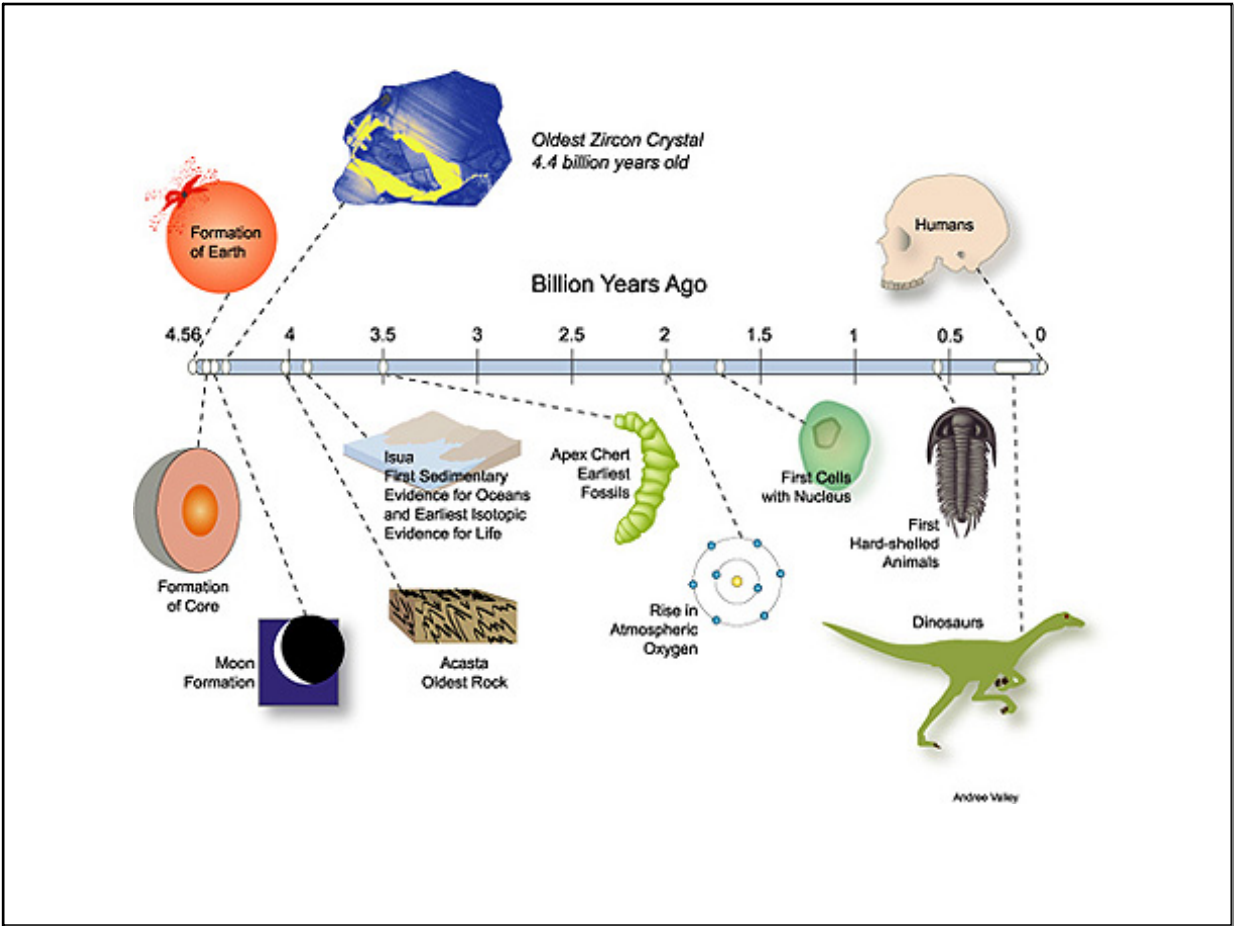 Oldest Zircon Crystal
4.4 billion years old
Formation
of Earth
Humans
Billion Years Ago
4.56 4 3.5 3 2.5 2 1.5 1 0.5 0
Isua
First Sedimentary
Evidence for Oceans
and Earliest Isotopic
Evidence for Life
Apex Chert
Earliest
Fossils
First Cells
with Nucleus
First
Hard-shelled
Animals
Formation
of Core
Moon
Formation
Acasta
Oldest Rock
Rise in
Atmospheric
Oxygen
Dinosaurs
Andree Valley